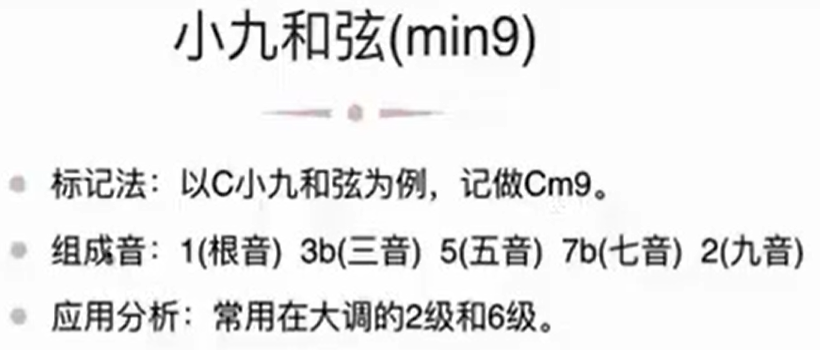 小九和弦(min9)
标记法：以C小九和弦为例，记做Cm9。
组成音：1(根音) 3b(三音) 5(五音) 7b(七音) 2(九音)
应用分析：常用在大调的2级和6级。